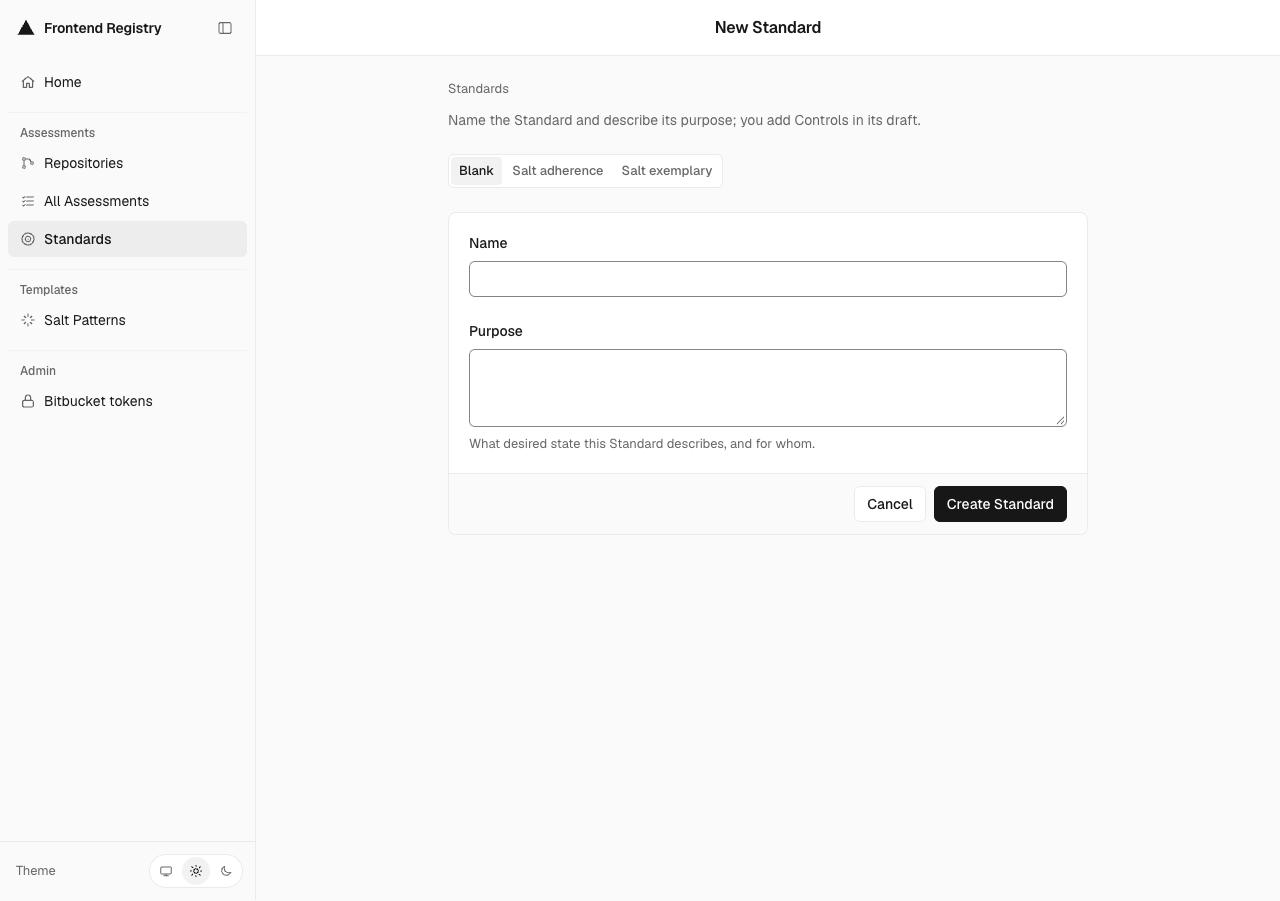 Frontend Registry
Home
Assessments
Repositories
All Assessments
Standards
Templates
Salt Patterns
Admin
Bitbucket tokens
Theme
New Standard
Standards
Name the Standard and describe its purpose; you add Controls in its draft.
Blank Salt adherence Salt exemplary
Name
Purpose
What desired state this Standard describes, and for whom.
Cancel Create Standard